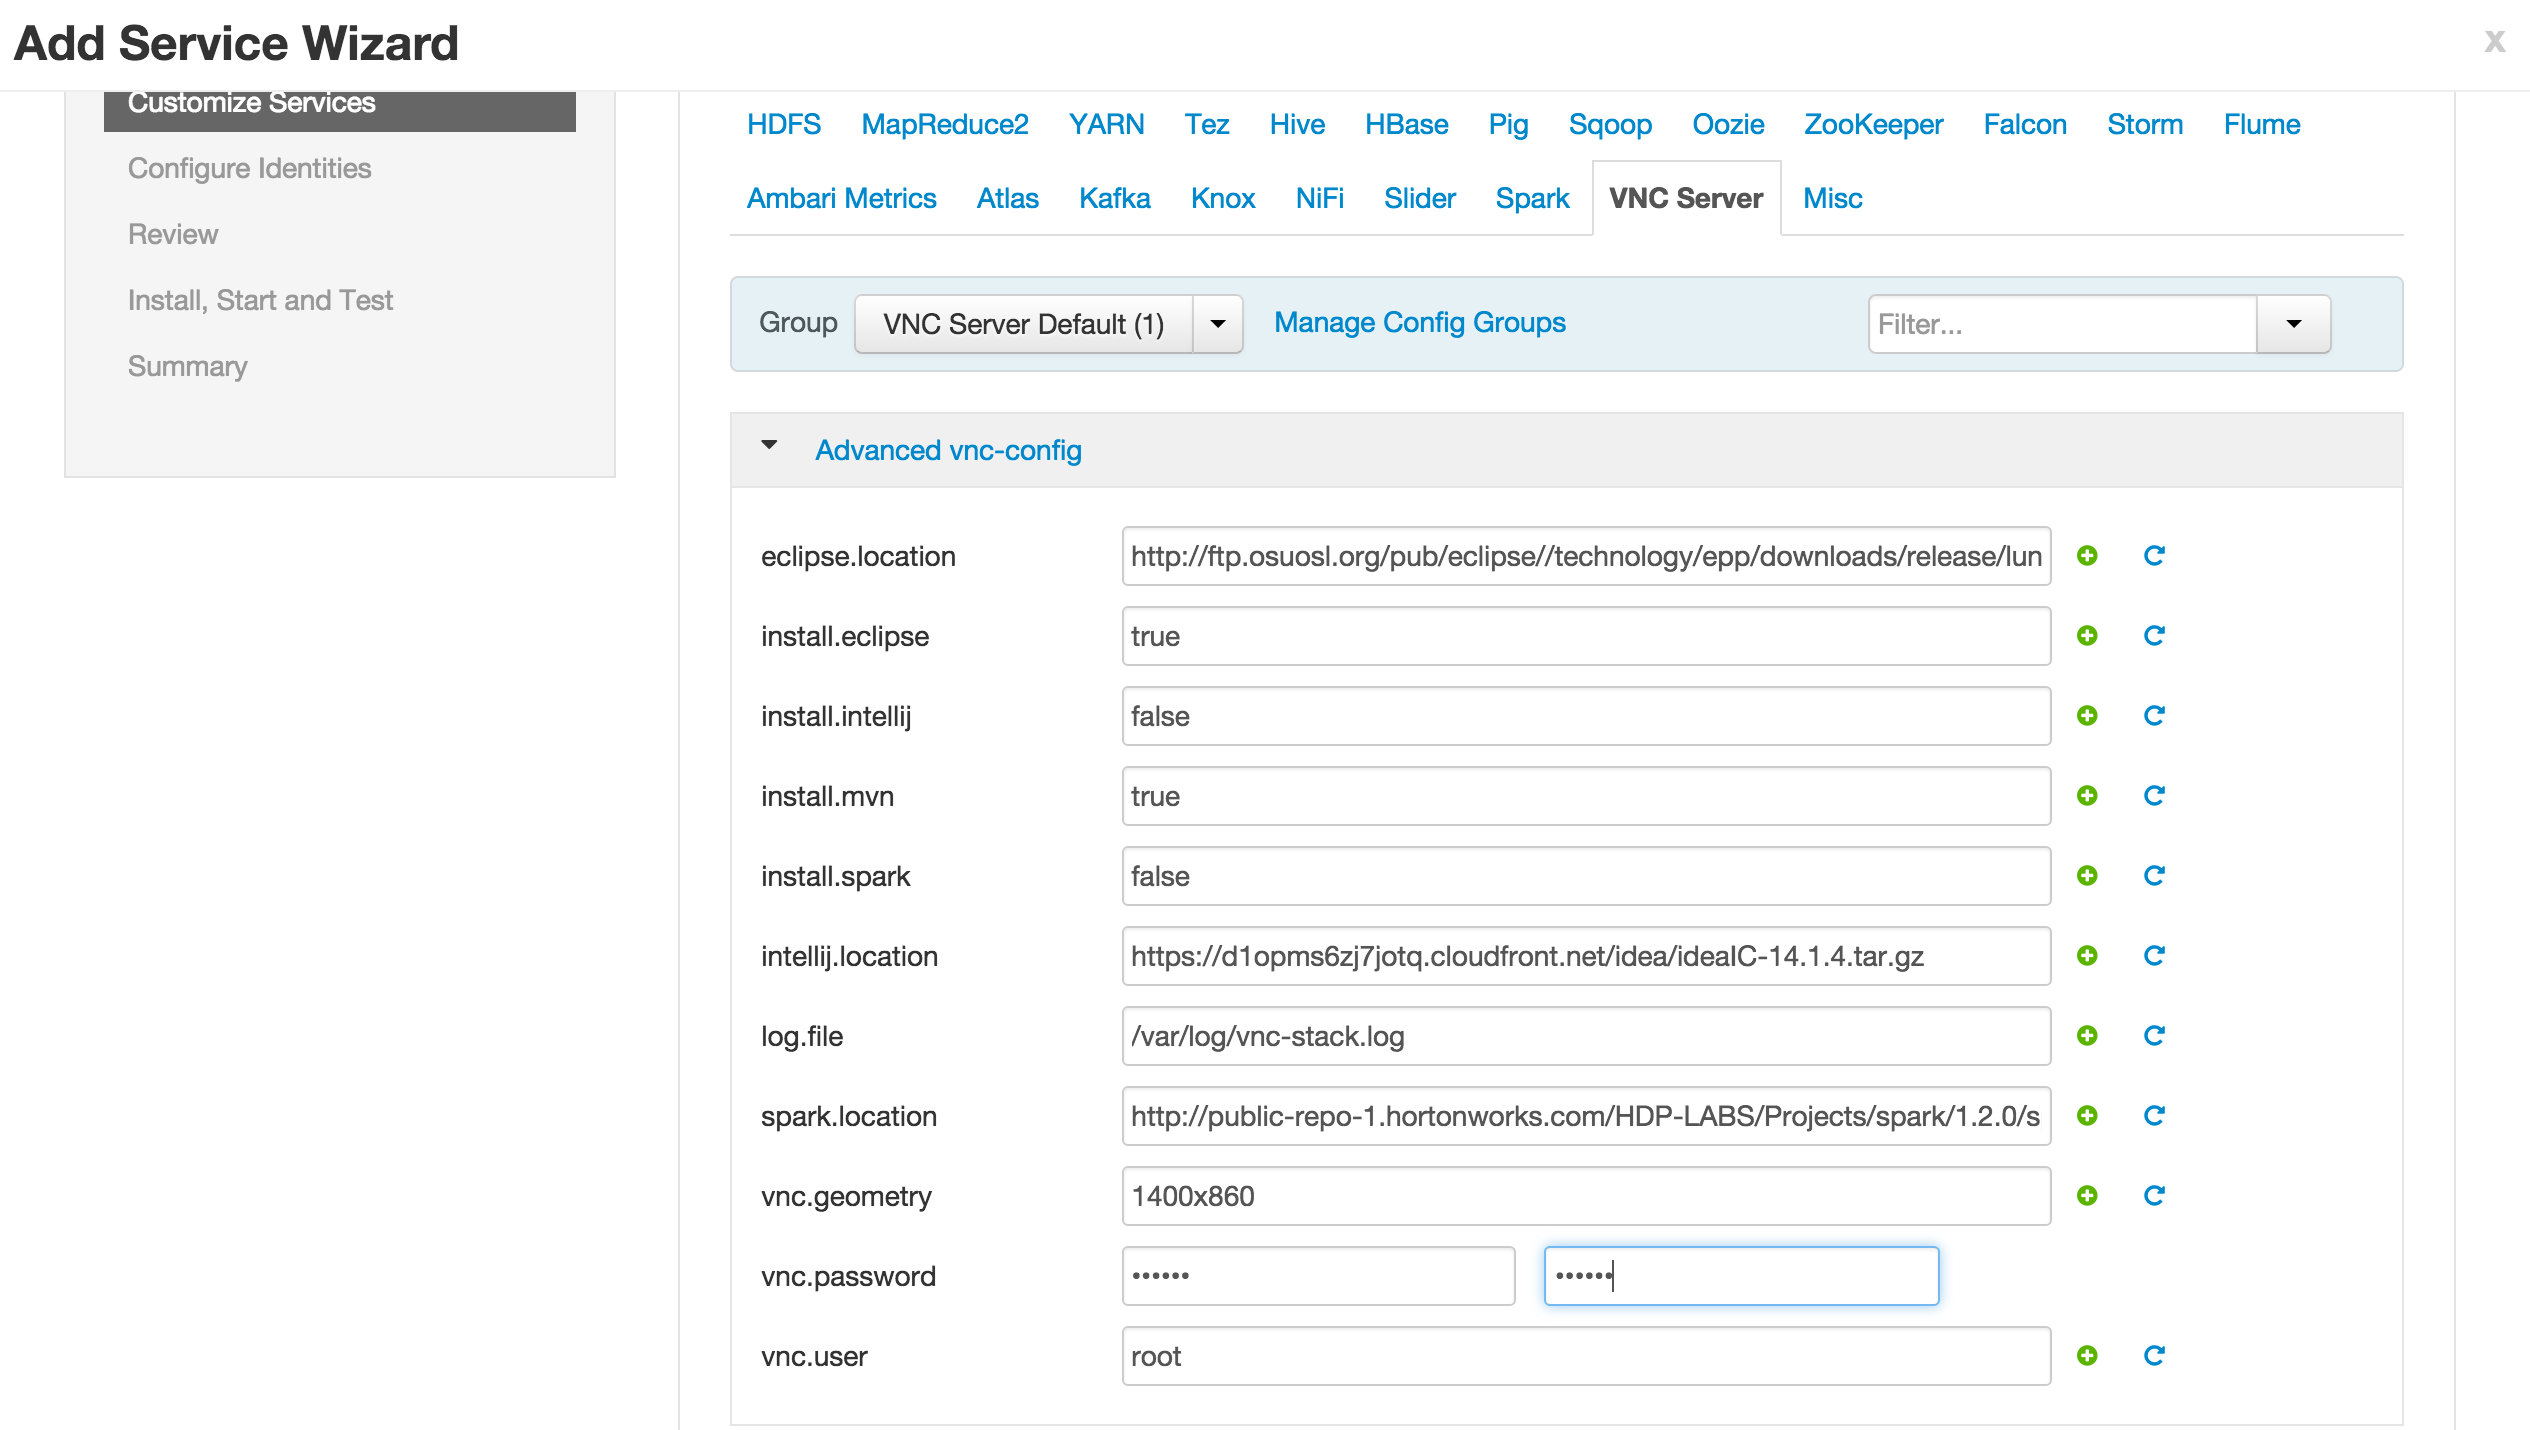 Add Service Wizard
x
Customize Services
Configure Identities
Review
Install, Start and Test
Summary
HDFS MapReduce2 YARN Tez Hive HBase Pig Sqoop Oozie ZooKeeper Falcon Storm Flume
Ambari Metrics Atlas Kafka Knox NiFi Slider Spark VNC Server Misc
Group VNC Server Default (1) Manage Config Groups Filter...
Advanced vnc-config
eclipse.location http://ftp.osuosl.org/pub/eclipse//technology/epp/downloads/release/lun
install.eclipse true
install.intellij false
install.mvn true
install.spark false
intellij.location https://d1opms6zj7jotq.cloudfront.net/idea/ideaIC-14.1.4.tar.gz
log.file /var/log/vnc-stack.log
spark.location http://public-repo-1.hortonworks.com/HDP-LABS/Projects/spark/1.2.0/s
vnc.geometry 1400x860
vnc.password •••••• ••••••
vnc.user root